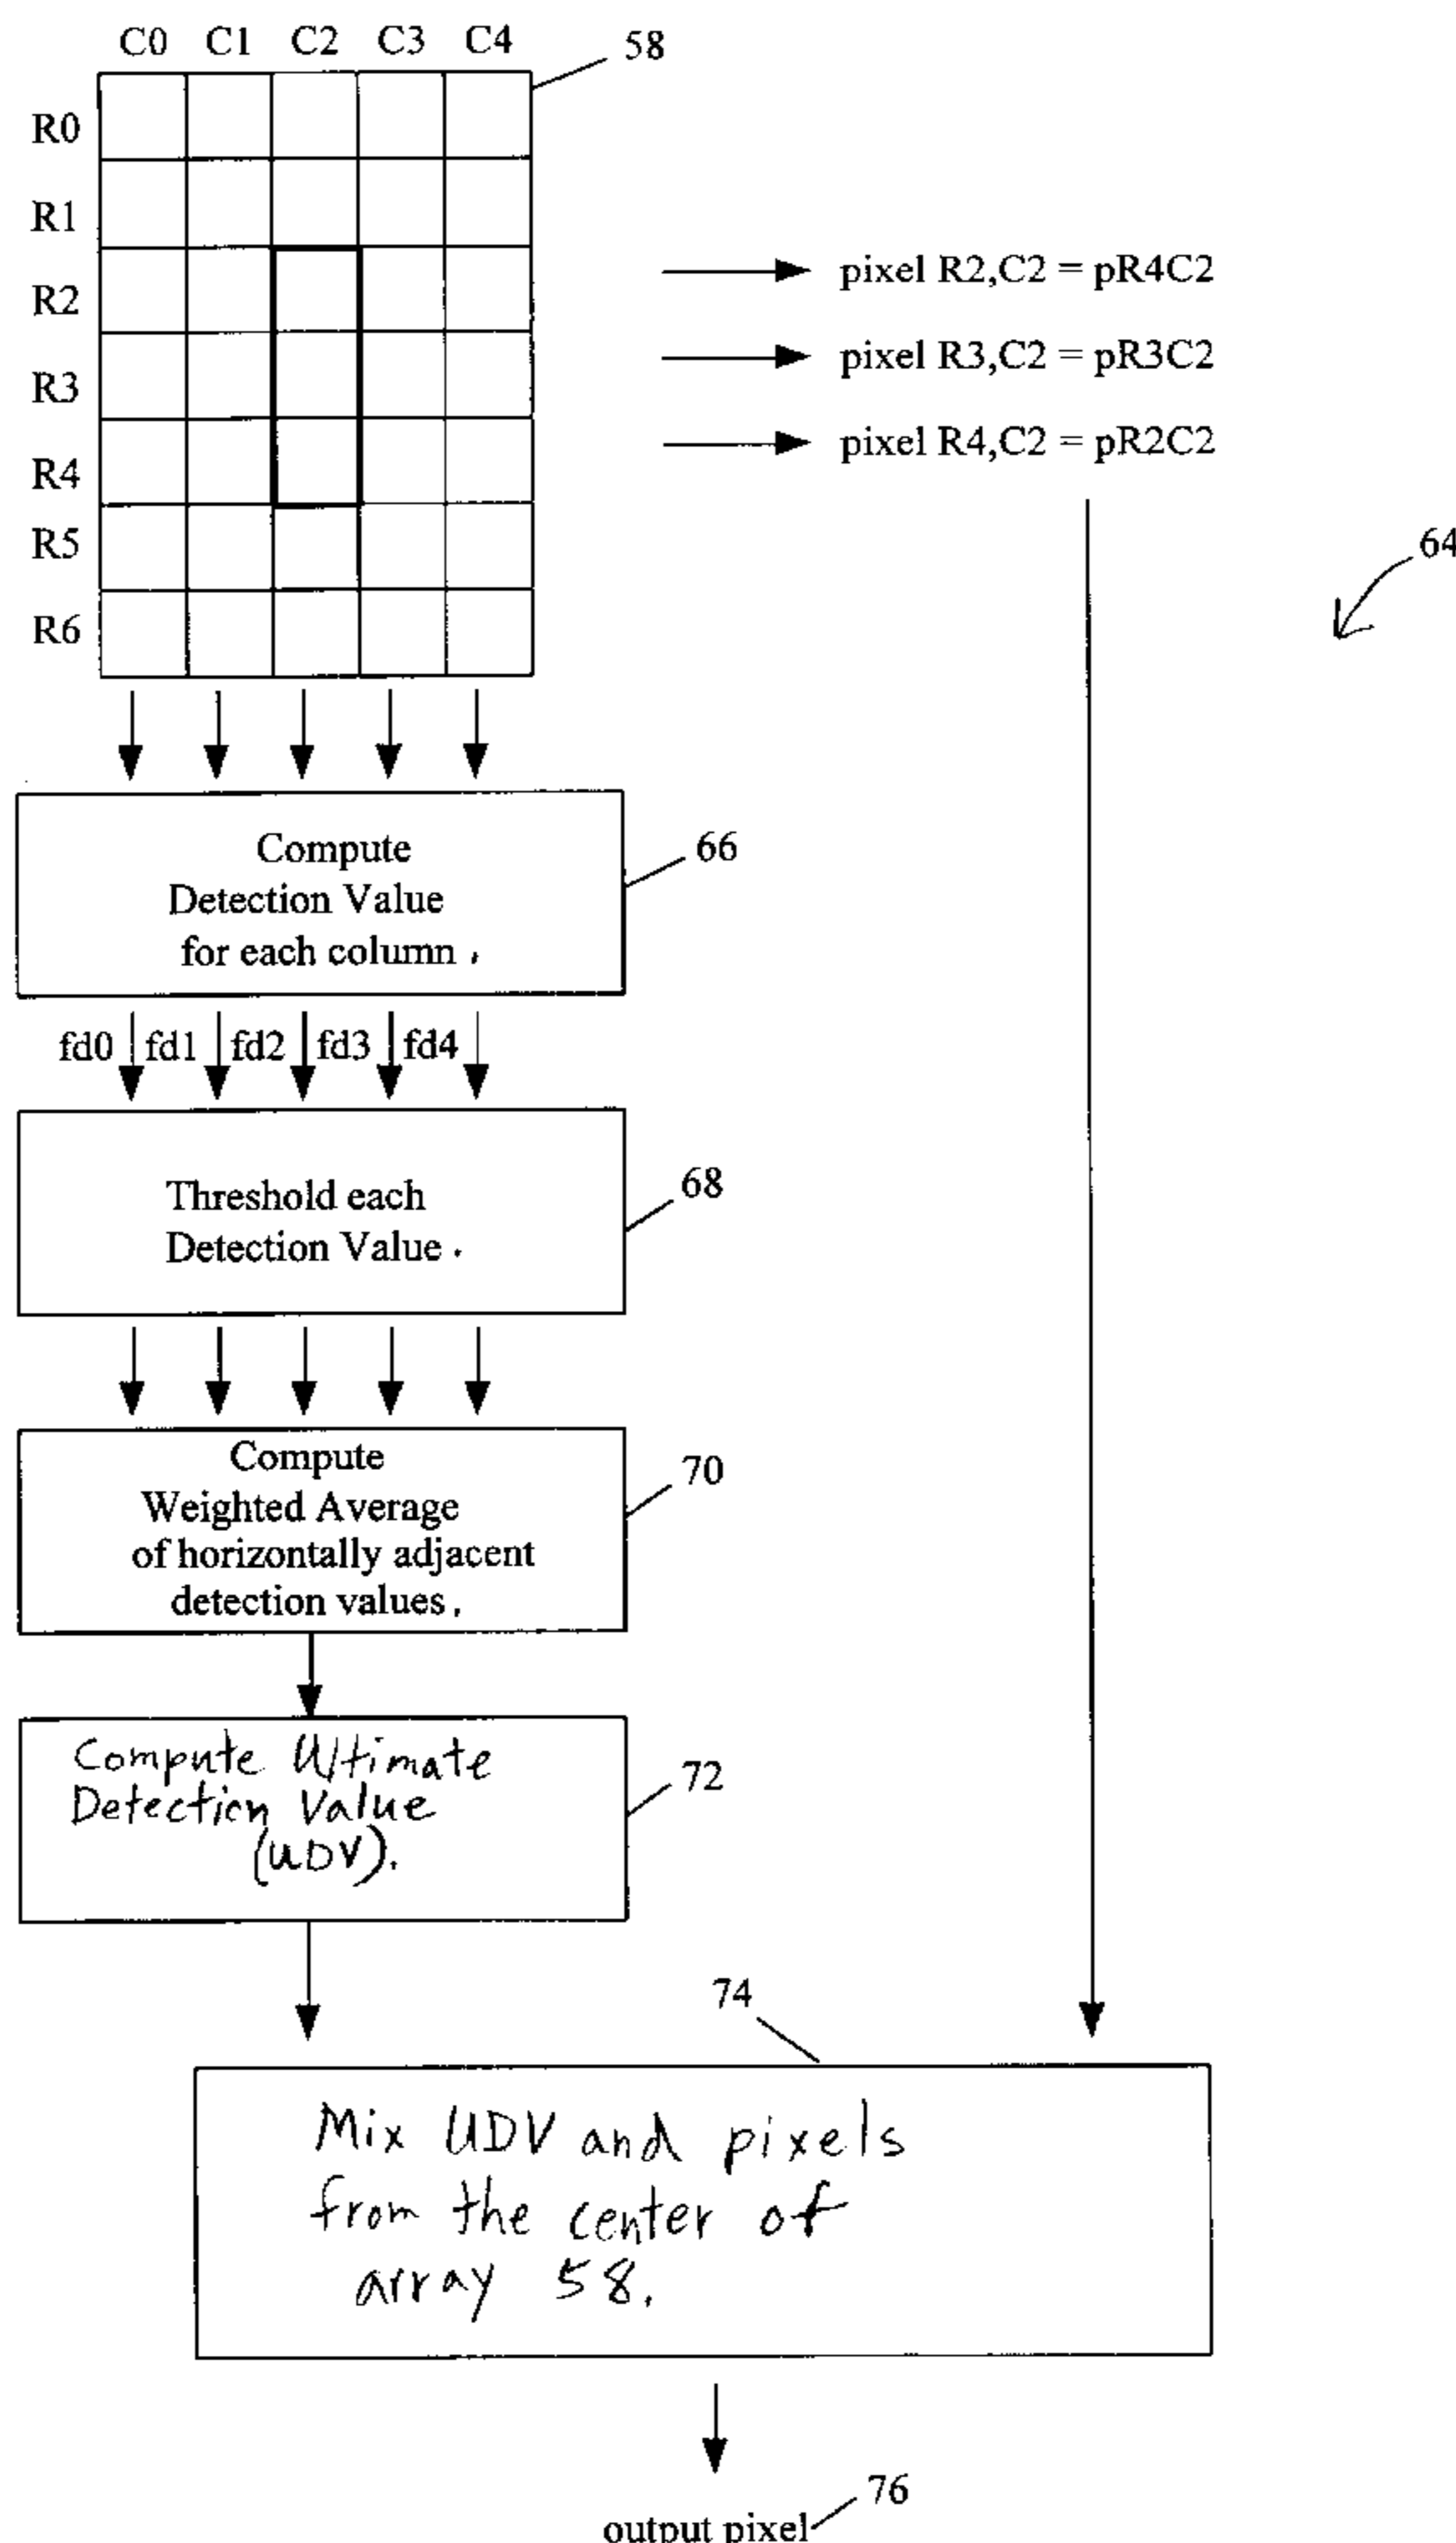 C0 C1 C2 C3 C4
58
R0
R1
R2
R3
R4
R5
R6
pixel R2,C2 = pR4C2
pixel R3,C2 = pR3C2
pixel R4,C2 = pR2C2
64
Compute
Detection Value
for each column.
66
fd0 fd1 fd2 fd3 fd4
Threshold each
Detection Value.
68
Compute
Weighted Average
of horizontally adjacent
detection values.
70
Compute Ultimate
Detection Value
(UDV).
72
74
Mix UDV and pixels
from the center of
array 58.
76
output pixel